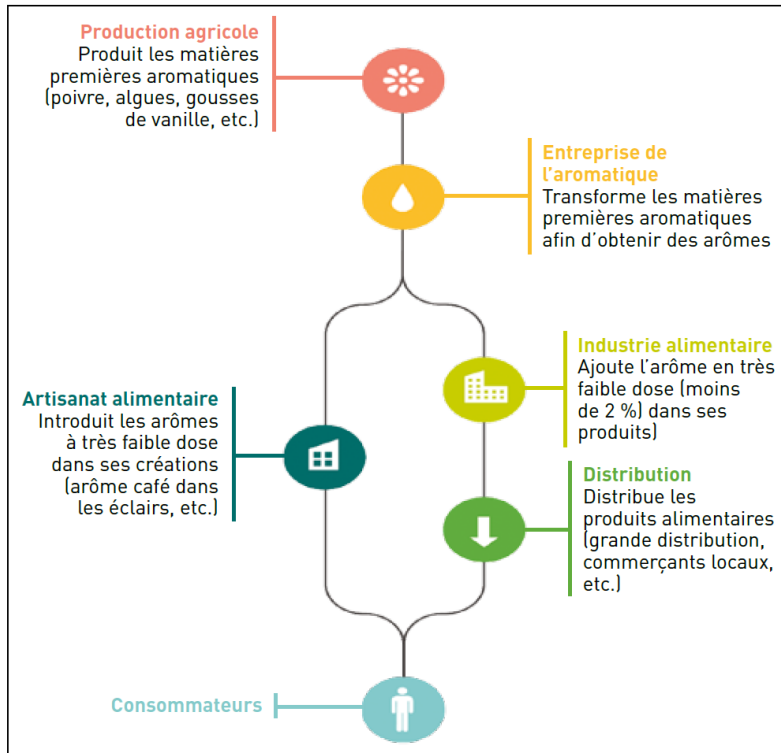 Production agricole
Produit les matières
premières aromatiques
(poivre, algues, gousses
de vanille, etc.)
Entreprise de
l’aromatique
Transforme les matières
premières aromatiques
afin d’obtenir des arômes
Industrie alimentaire
Ajoute l’arôme en très
faible dose (moins
de 2 %) dans ses
produits)
Artisanat alimentaire
Introduit les arômes
à très faible dose
dans ses créations
(arôme café dans
les éclairs, etc.)
Distribution
Distribue les
produits alimentaires
(grande distribution,
commerçants locaux,
etc.)
Consommateurs